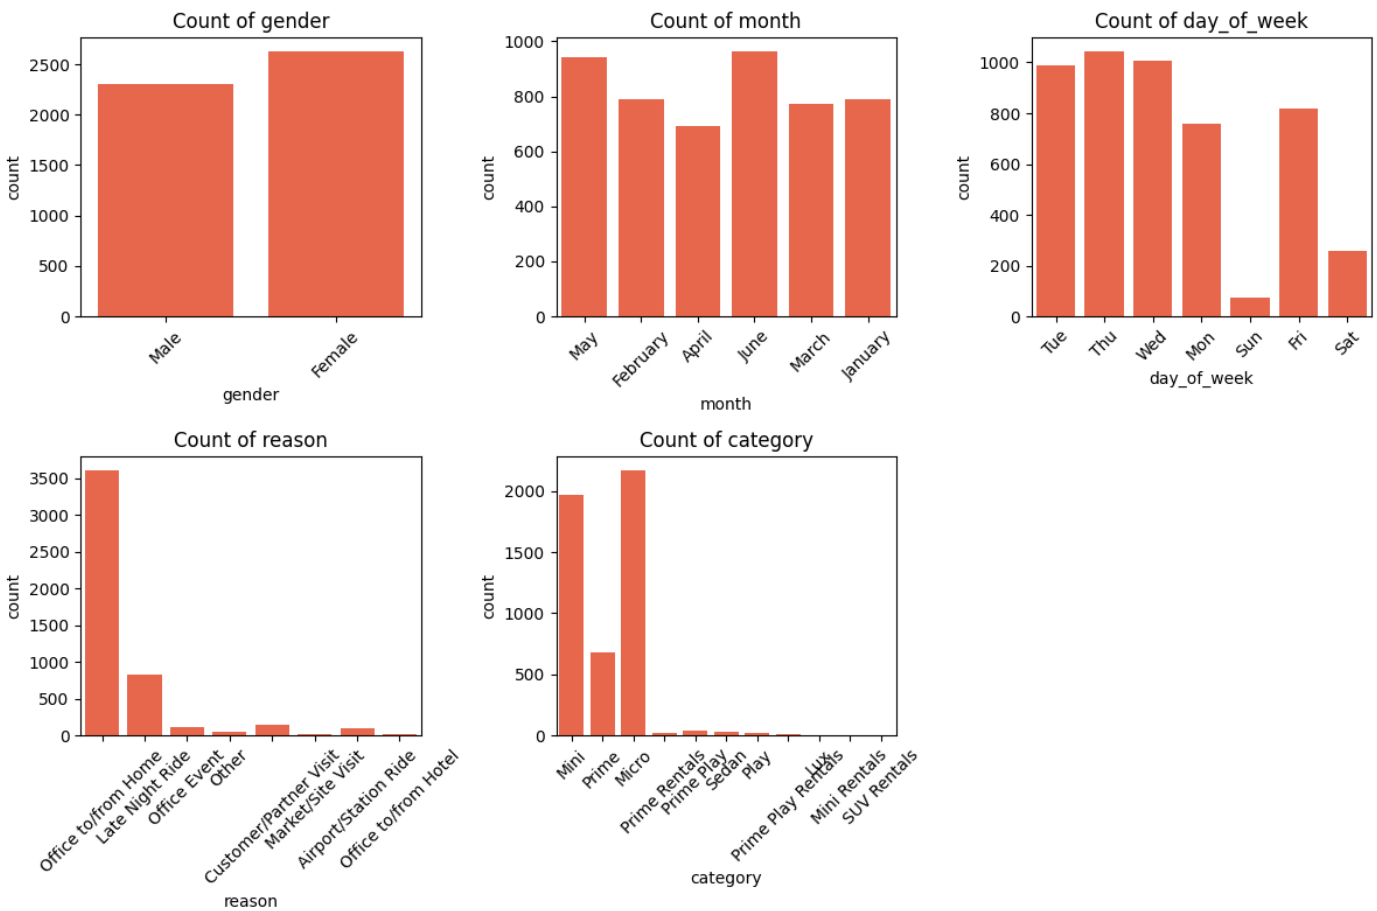 Count of gender
count
2500
2000
1500
1000
500
0
Male
Female
gender
Count of month
count
1000
800
600
400
200
0
May
February
April
June
March
January
month
Count of day_of_week
count
1000
800
600
400
200
0
Tue
Thu
Wed
Mon
Sun
Fri
Sat
day_of_week
Count of reason
count
3500
3000
2500
2000
1500
1000
500
0
Office to/from Home
Late Night Ride
Office Event
Other
Customer/Partner Visit
Market/Site Visit
Airport/Station Ride
Office to/from Hotel
reason
Count of category
count
2000
1500
1000
500
0
Mini
Prime
Micro
Prime Rentals
Prime Play
Sedan
Play
Prime Play Rentals
Lux
Mini Rentals
SUV Rentals
category